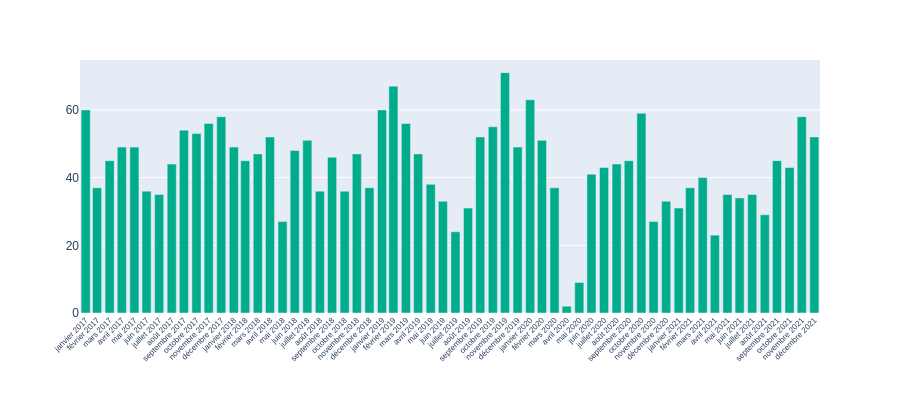 60
40
20
0
janvier 2017
février 2017
mars 2017
avril 2017
mai 2017
juin 2017
juillet 2017
août 2017
septembre 2017
octobre 2017
novembre 2017
décembre 2017
janvier 2018
février 2018
mars 2018
avril 2018
mai 2018
juin 2018
juillet 2018
août 2018
septembre 2018
octobre 2018
novembre 2018
décembre 2018
janvier 2019
février 2019
mars 2019
avril 2019
mai 2019
juin 2019
juillet 2019
août 2019
septembre 2019
octobre 2019
novembre 2019
décembre 2019
janvier 2020
février 2020
mars 2020
avril 2020
mai 2020
juin 2020
juillet 2020
août 2020
septembre 2020
octobre 2020
novembre 2020
décembre 2020
janvier 2021
février 2021
mars 2021
avril 2021
mai 2021
juin 2021
juillet 2021
août 2021
septembre 2021
octobre 2021
novembre 2021
décembre 2021